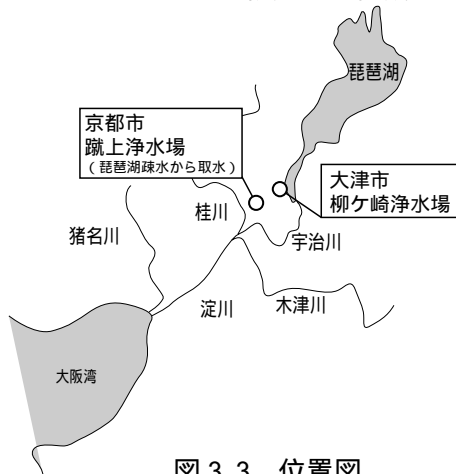 琵琶湖
京都市
蹴上浄水場
（琵琶湖疎水から取水）
大津市
柳ケ崎浄水場
桂川
宇治川
猪名川
淀川
木津川
大阪湾
図 3.3　位置図